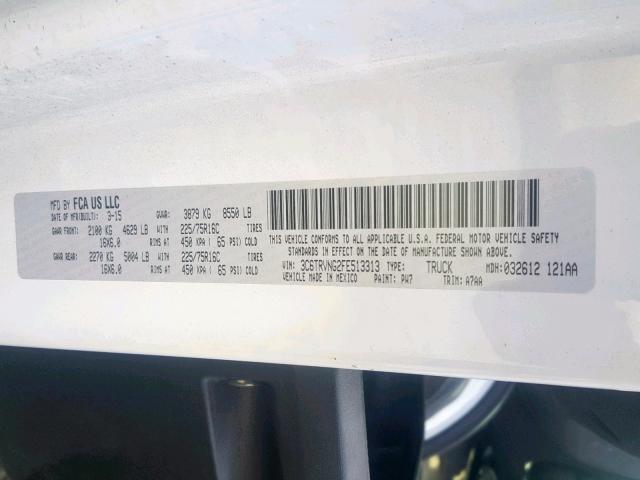 MFD BY FCA US LLC
DATE OF MFR(BUILT): 3-15 GVWR: 3879 KG 8550 LB
GAWR FRONT: 2100 KG 4629 LB WITH 225/75R16C TIRES
16X6.0 RIMS AT 450 KPA ( 65 PSI) COLD
GAWR REAR: 2270 KG 5004 LB WITH 225/75R16C TIRES
16X6.0 RIMS AT 450 KPA ( 65 PSI) COLD
THIS VEHICLE CONFORMS TO ALL APPLICABLE U.S.A. FEDERAL MOTOR VEHICLE SAFETY
STANDARDS IN EFFECT ON THE DATE OF MANUFACTURE SHOWN ABOVE.
VIN: 3C6TRVNG2FE513313 TYPE: TRUCK MDH: 032612 121AA
VEHICLE MADE IN MEXICO PAINT: PW7 TRIM: A7AA